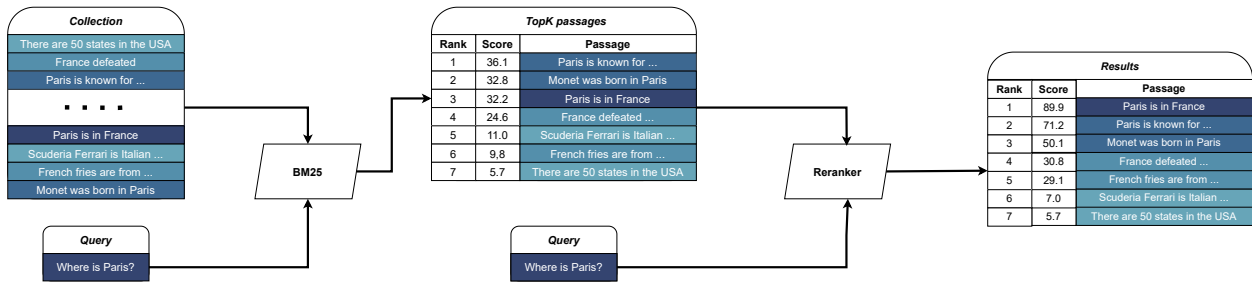 Collection
There are 50 states in the USA
France defeated
Paris is known for ...
. . . .
Paris is in France
Scuderia Ferrari is Italian ...
French fries are from ...
Monet was born in Paris
Query
Where is Paris?
BM25
TopK passages
Rank Score Passage
1 36.1 Paris is known for ...
2 32.8 Monet was born in Paris
3 32.2 Paris is in France
4 24.6 France defeated ...
5 11.0 Scuderia Ferrari is Italian ...
6 9,8 French fries are from ...
7 5.7 There are 50 states in the USA
Query
Where is Paris?
Reranker
Results
Rank Score Passage
1 89.9 Paris is in France
2 71.2 Paris is known for ...
3 50.1 Monet was born in Paris
4 30.8 France defeated ...
5 29.1 French fries are from ...
6 7.0 Scuderia Ferrari is Italian ...
7 5.7 There are 50 states in the USA